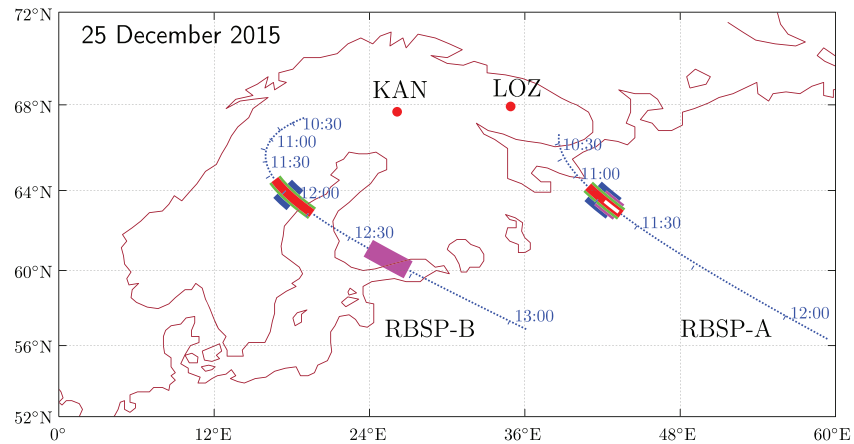 72°N
25 December 2015
KAN
LOZ
68°N
10:30
11:00
11:30
10:30
11:00
64°N
12:00
11:30
12:30
60°N
13:00
12:00
RBSP-B
RBSP-A
56°N
52°N
0°
12°E
24°E
36°E
48°E
60°E